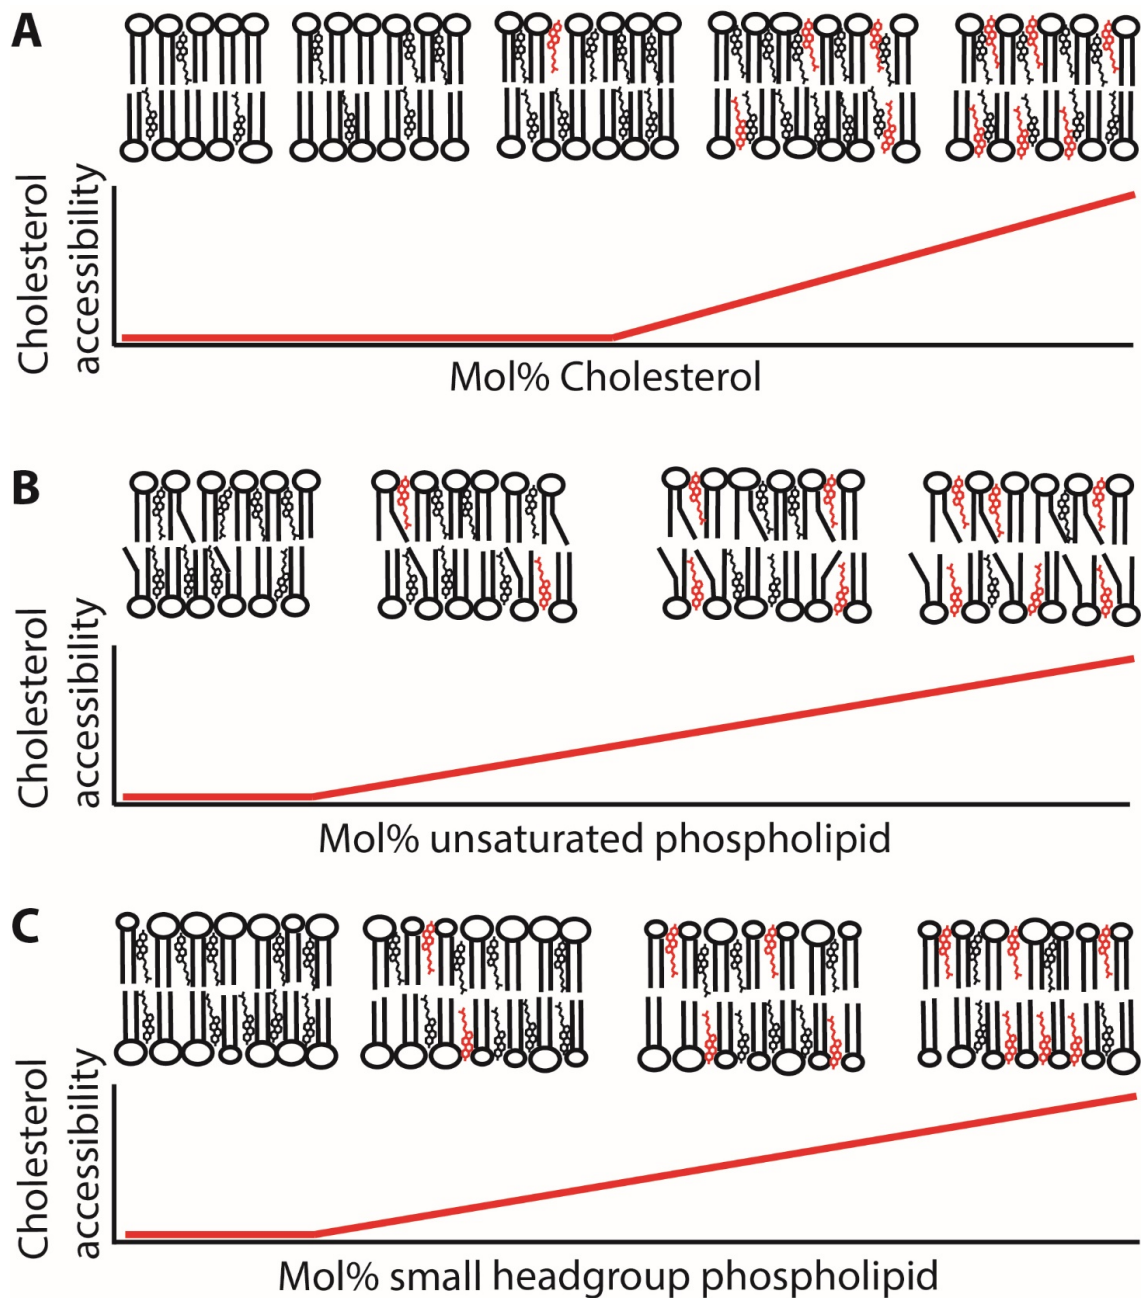 A
Cholesterol
accessibility
Mol% Cholesterol
B
Cholesterol
accessibility
Mol% unsaturated phospholipid
C
Cholesterol
accessibility
Mol% small headgroup phospholipid